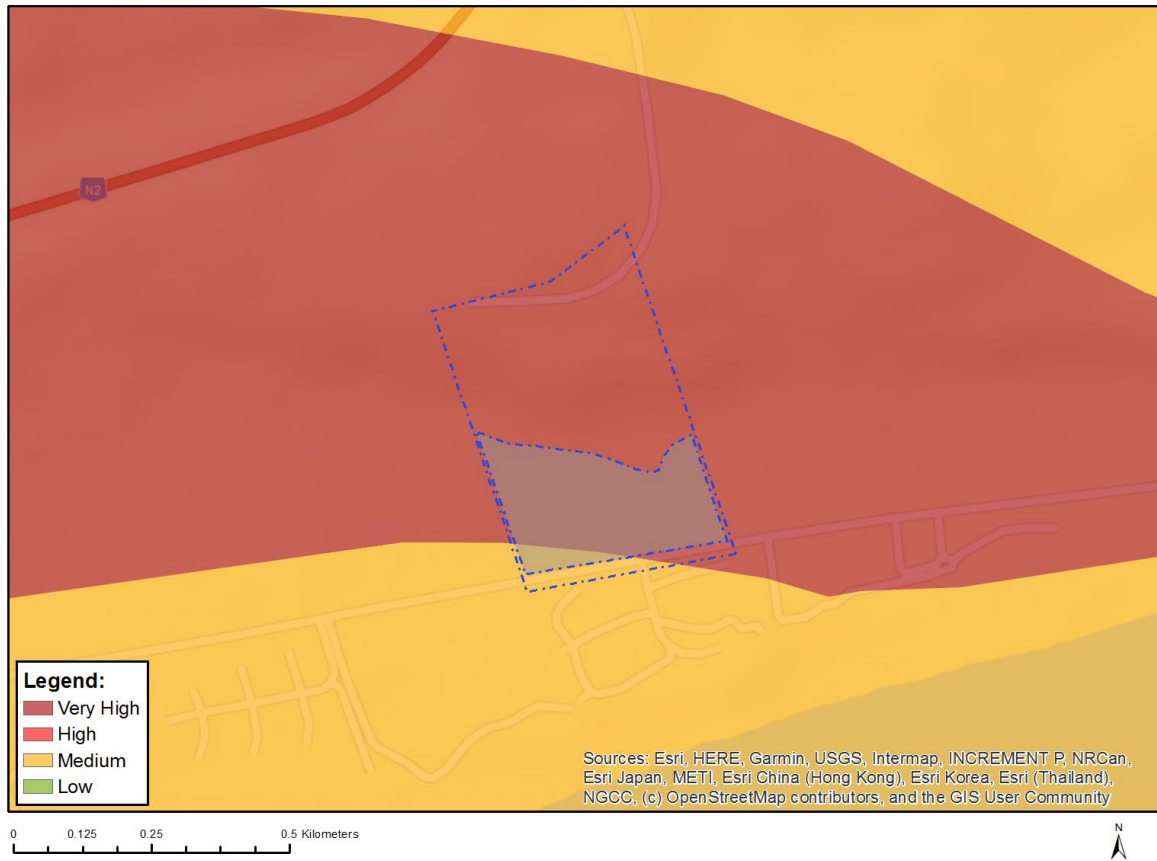 N2
Legend:
Very High
High
Medium
Low
Sources: Esri, HERE, Garmin, USGS, Intermap, INCREMENT P, NRCan,
Esri Japan, METI, Esri China (Hong Kong), Esri Korea, Esri (Thailand),
NGCC, (c) OpenStreetMap contributors, and the GIS User Community
0 0.125 0.25 0.5 Kilometers
N